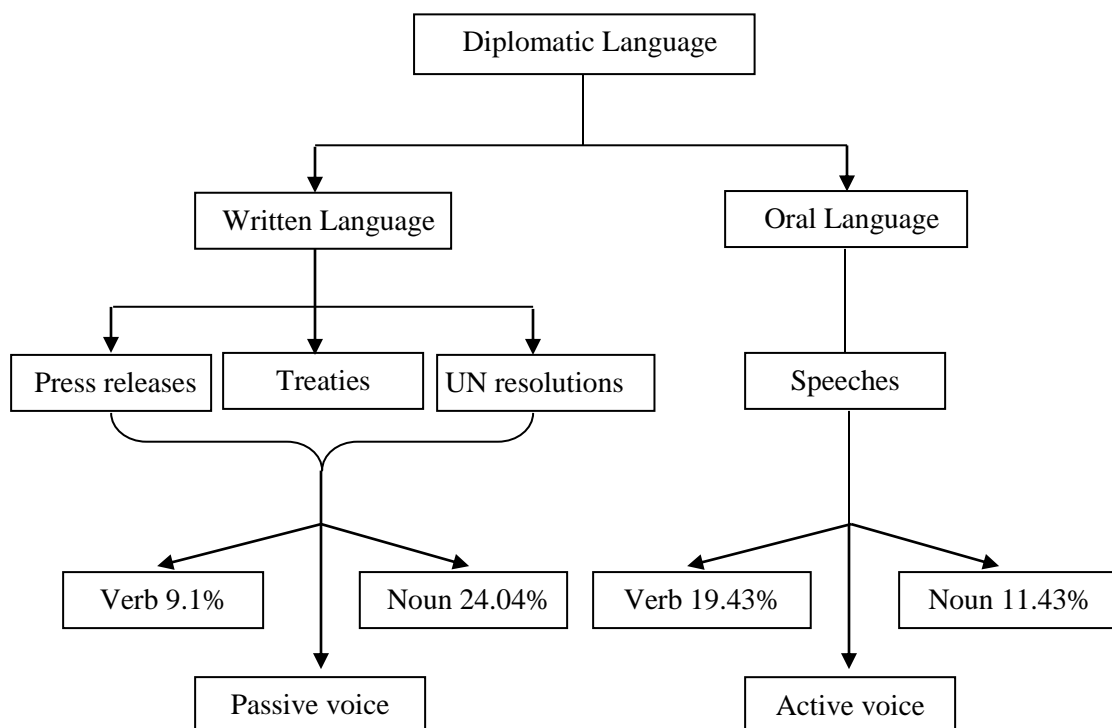 Diplomatic Language
Written Language
Oral Language
Press releases
Treaties
UN resolutions
Speeches
Verb 9.1%
Noun 24.04%
Verb 19.43%
Noun 11.43%
Passive voice
Active voice